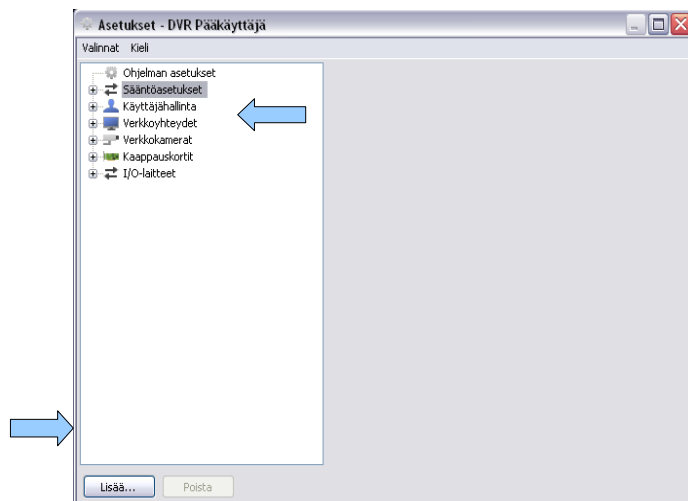 Asetukset - DVR Pääkäyttäjä
Valinnat Kieli
Ohjelman asetukset
Sääntöasetukset
Käyttäjähallinta
Verkkoyhteydet
Verkkokamerat
Kaappauskortit
I/O-laitteet
Lisää... Poista